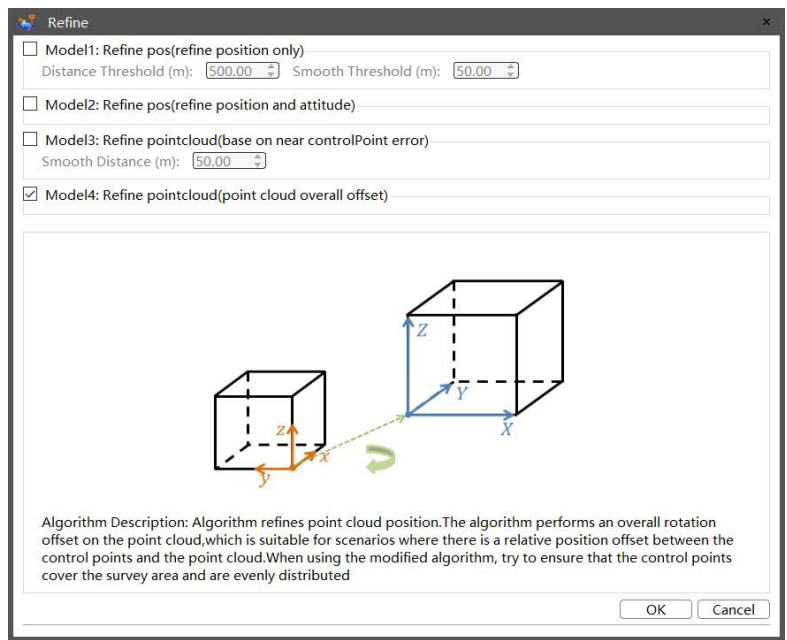 Refine
Model1: Refine pos(refine position only)
Distance Threshold (m): 500.00 Smooth Threshold (m): 50.00
Model2: Refine pos(refine position and attitude)
Model3: Refine pointcloud(base on near controlPoint error)
Smooth Distance (m): 50.00
Model4: Refine pointcloud(point cloud overall offset)
Z
Y
X
z
x
y
Algorithm Description: Algorithm refines point cloud position.The algorithm performs an overall rotation
offset on the point cloud,which is suitable for scenarios where there is a relative position offset between the
control points and the point cloud.When using the modified algorithm, try to ensure that the control points
cover the survey area and are evenly distributed
OK Cancel